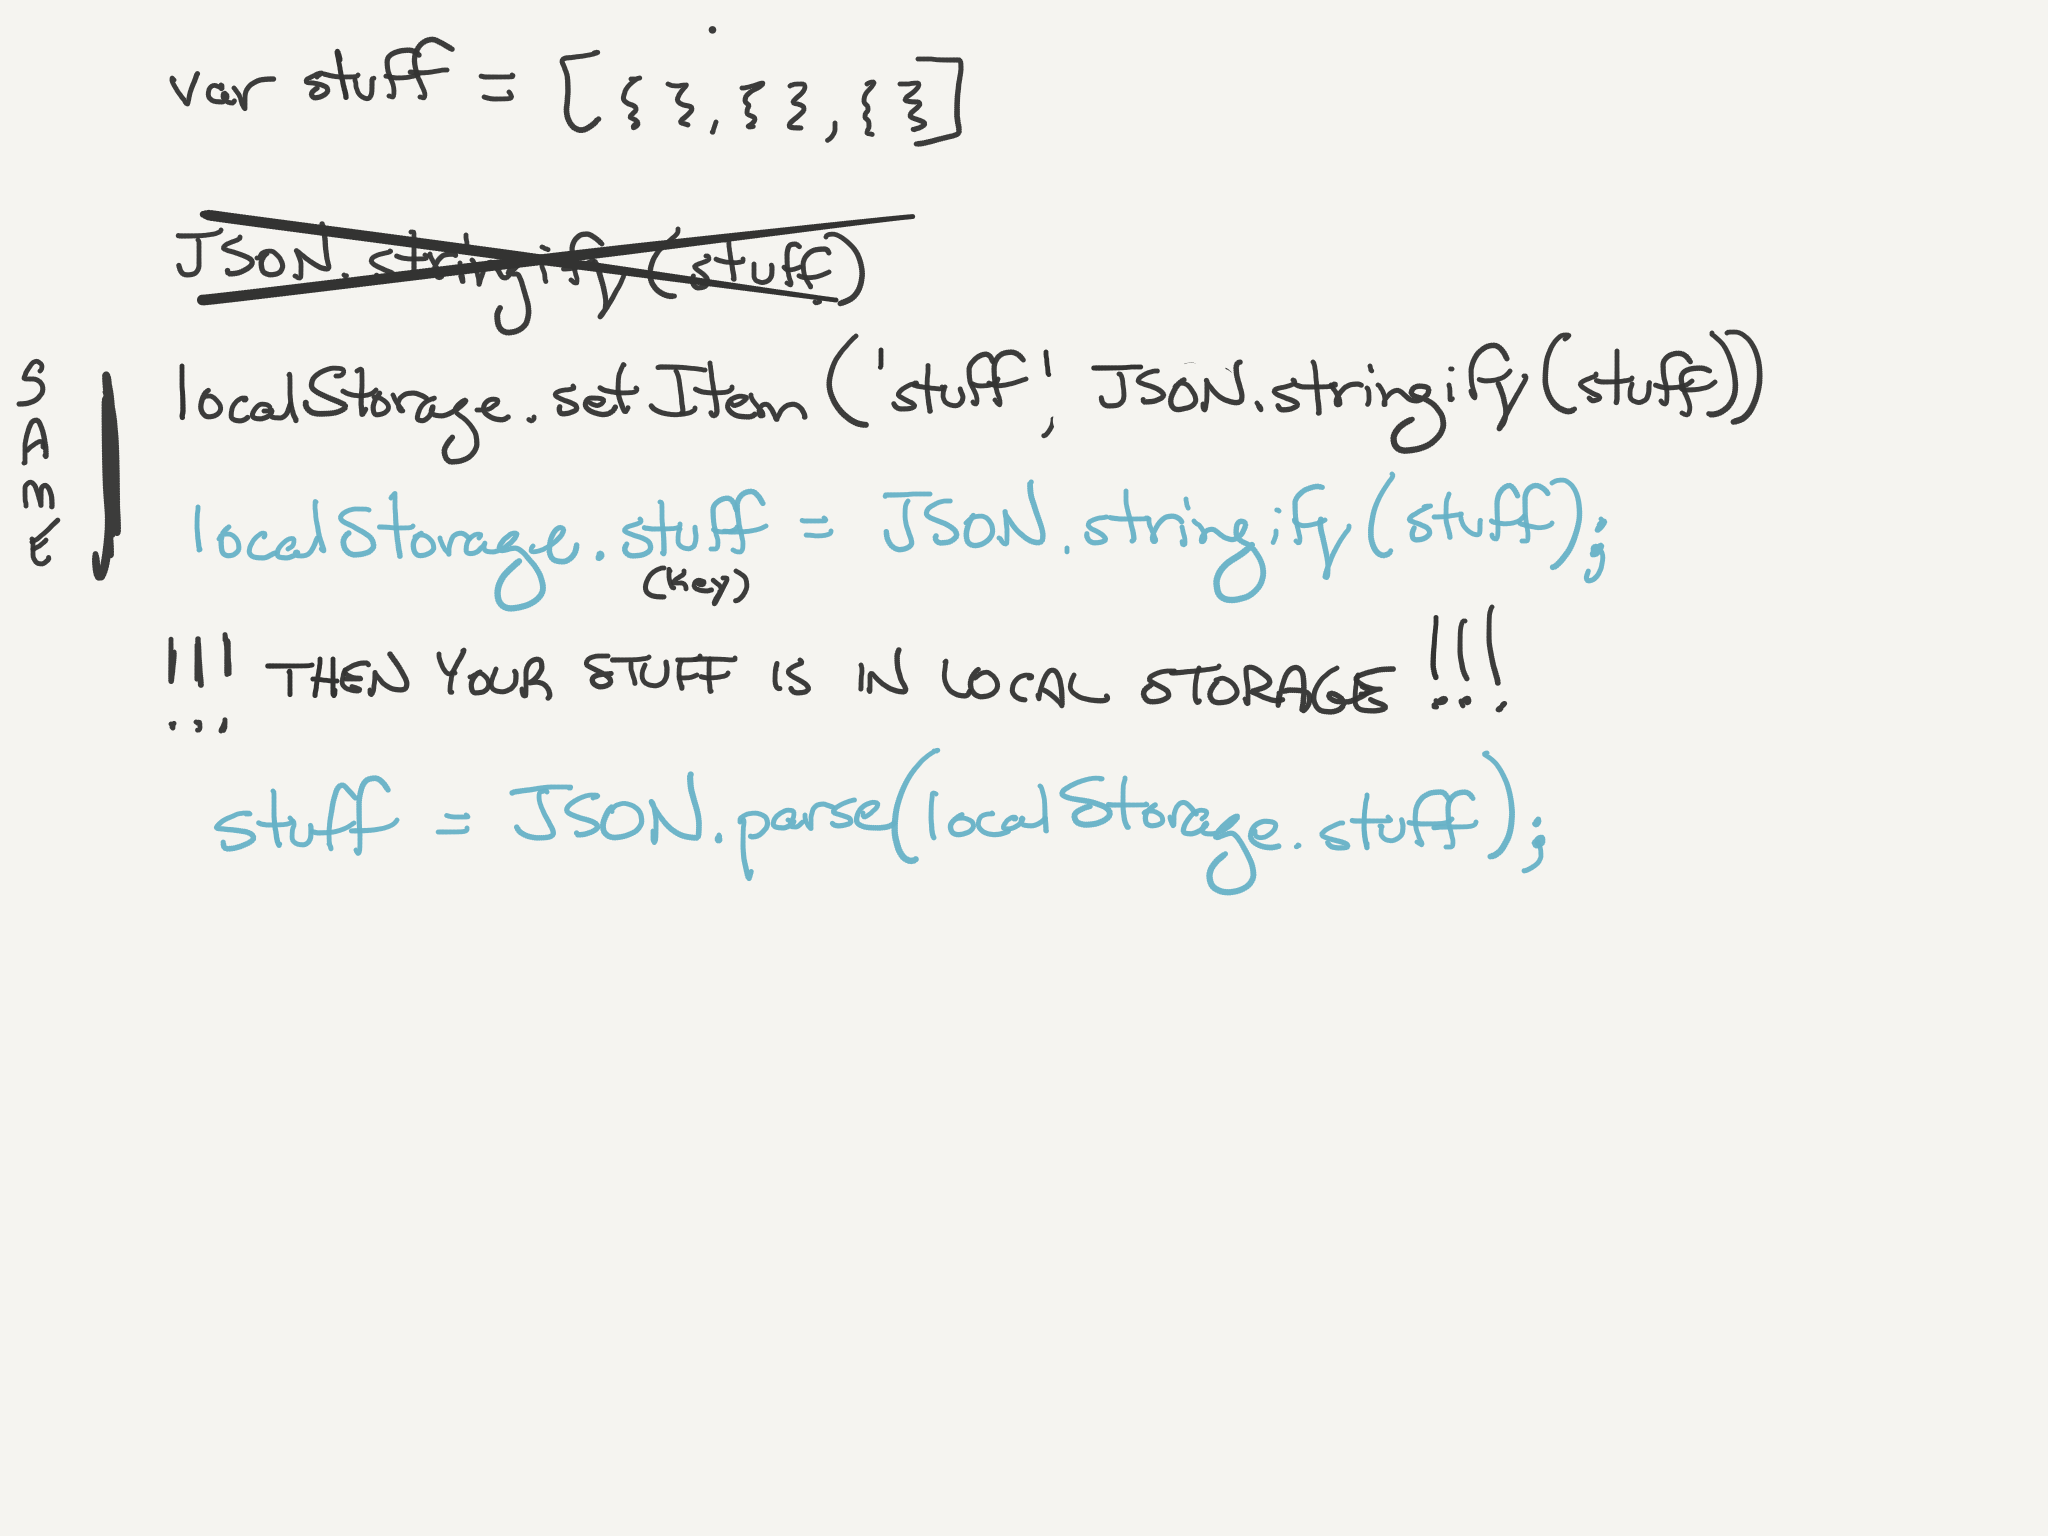 var stuff = [{ }, { }, { }]
JSON.stringify(stuff)
SAME
localStorage.setItem('stuff', JSON.stringify(stuff))
localStorage.stuff = JSON.stringify(stuff);
(key)
!!! THEN YOUR STUFF IS IN LOCAL STORAGE !!!
stuff = JSON.parse(localStorage.stuff);